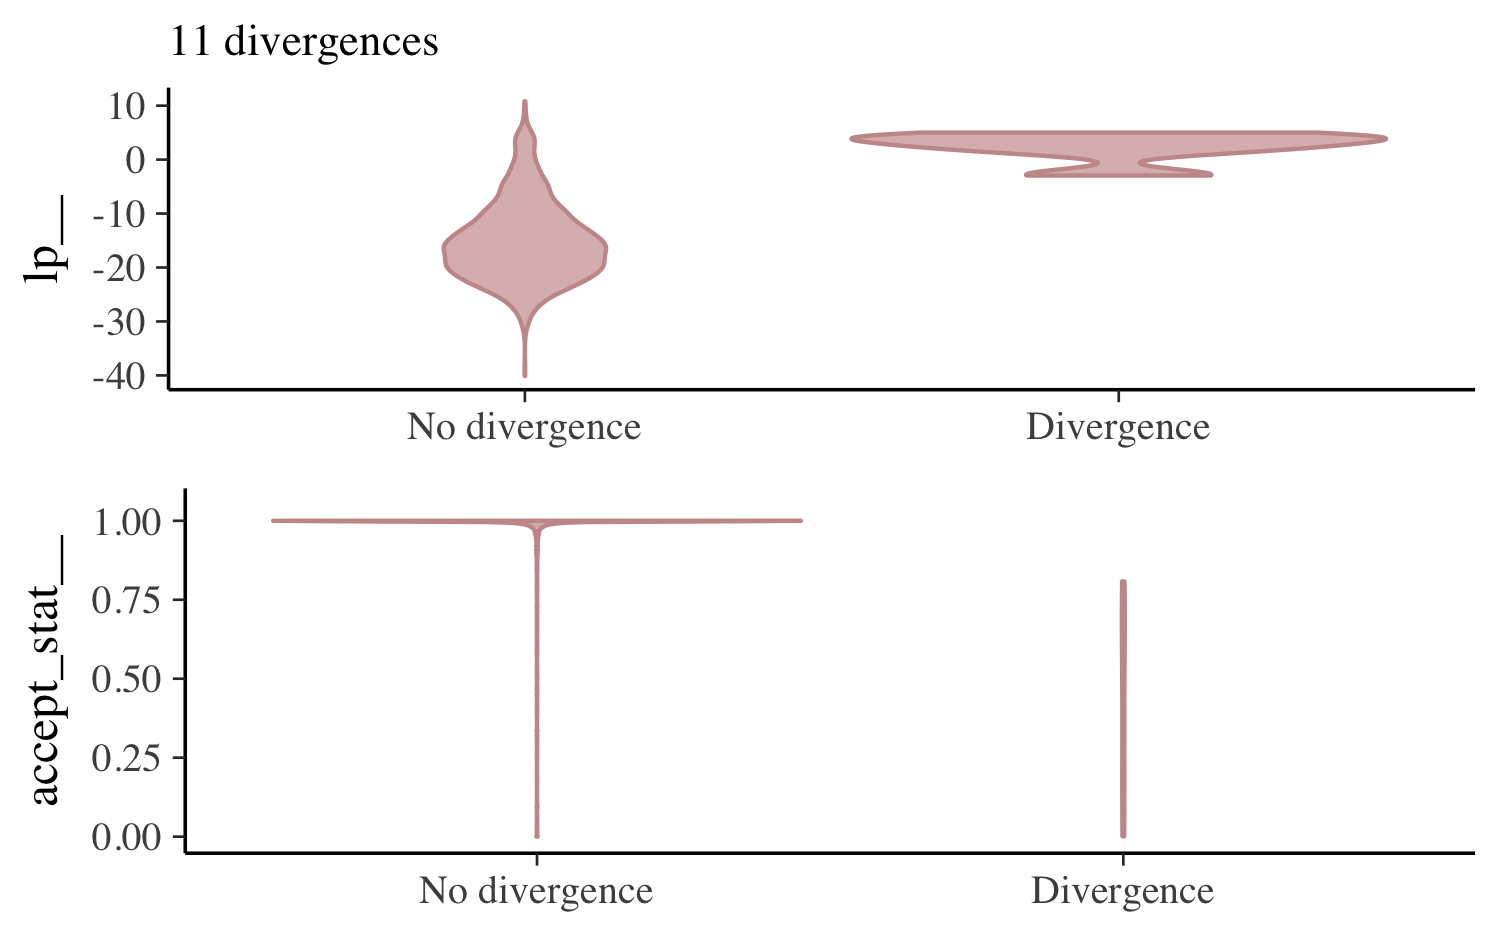 11 divergences
lp__
10
0
-10
-20
-30
-40
No divergence
Divergence
accept_stat__
1.00
0.75
0.50
0.25
0.00
No divergence
Divergence